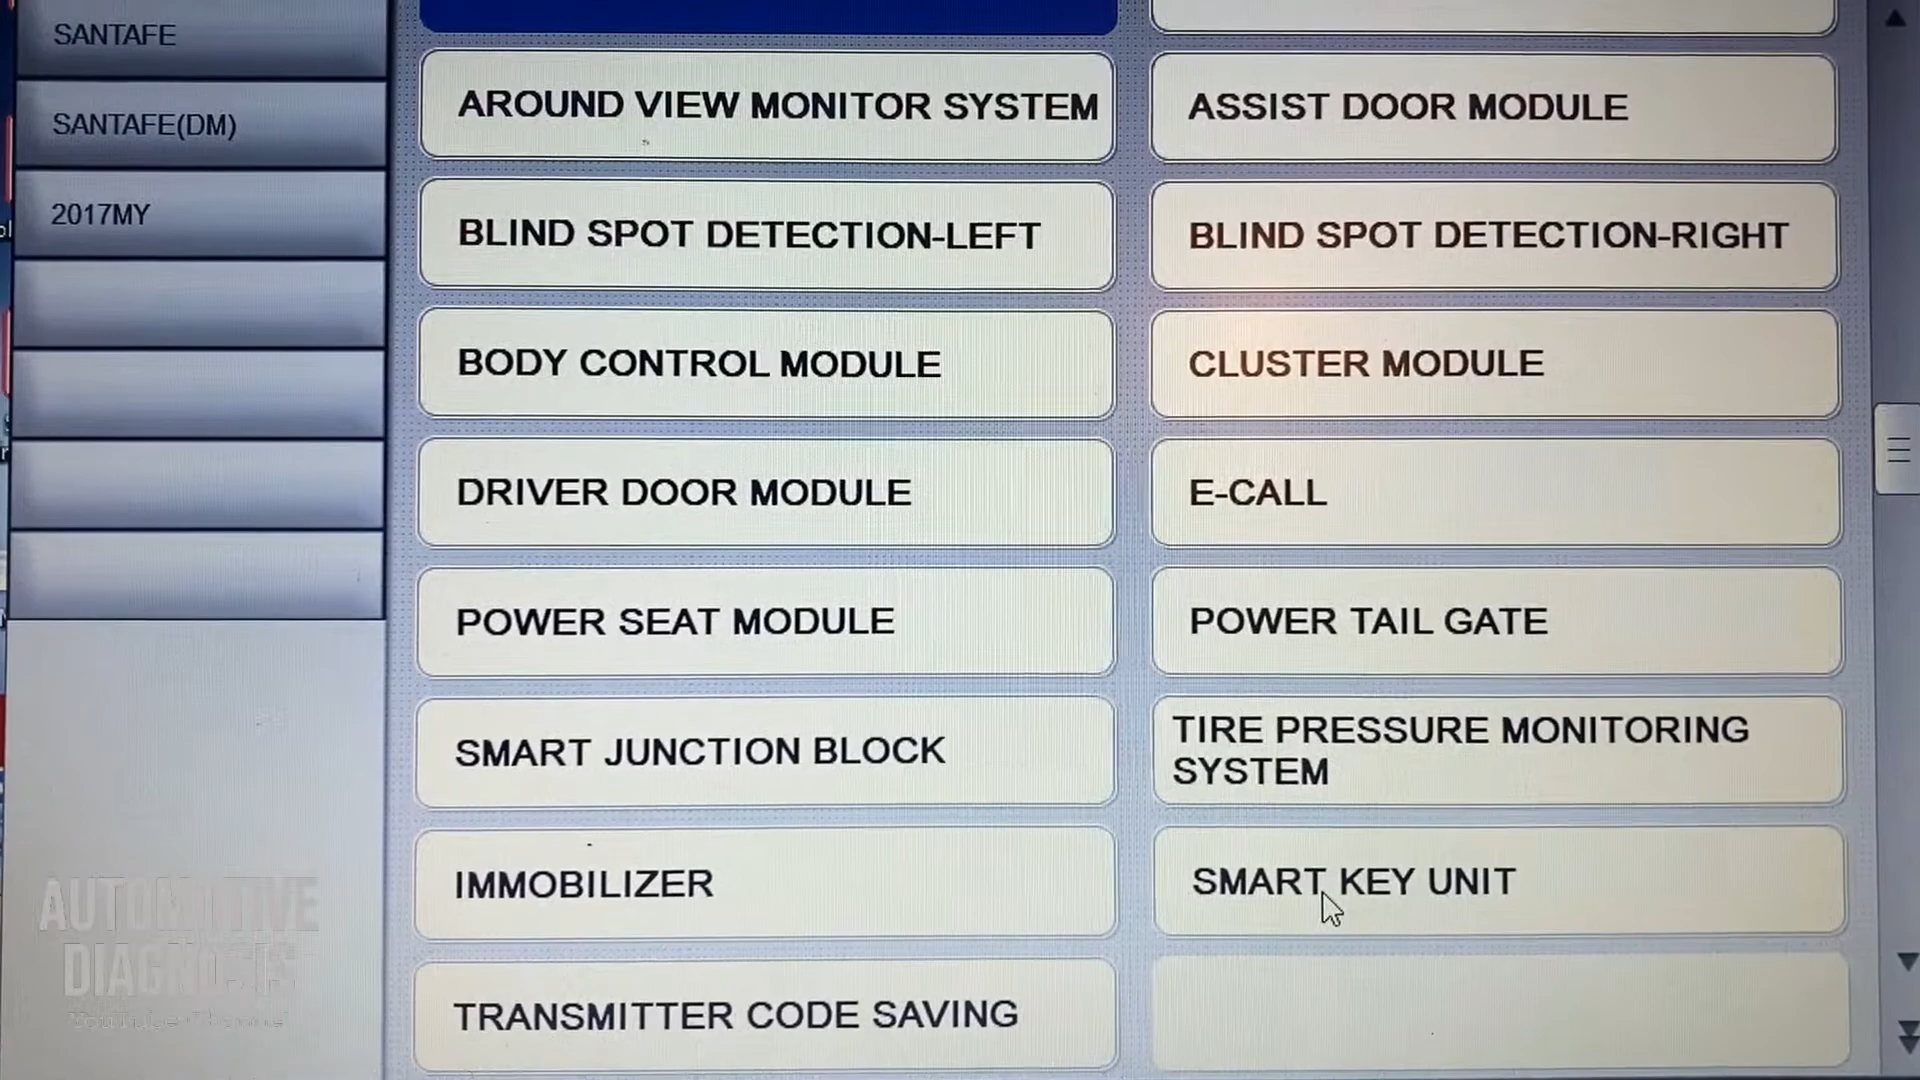 SANTAFE
SANTAFE(DM)
2017MY
AROUND VIEW MONITOR SYSTEM
ASSIST DOOR MODULE
BLIND SPOT DETECTION-LEFT
BLIND SPOT DETECTION-RIGHT
BODY CONTROL MODULE
CLUSTER MODULE
DRIVER DOOR MODULE
E-CALL
POWER SEAT MODULE
POWER TAIL GATE
SMART JUNCTION BLOCK
TIRE PRESSURE MONITORING
SYSTEM
IMMOBILIZER
SMART KEY UNIT
TRANSMITTER CODE SAVING
AUTOMOTIVE
DIAGNOSIS
YouTube Channel